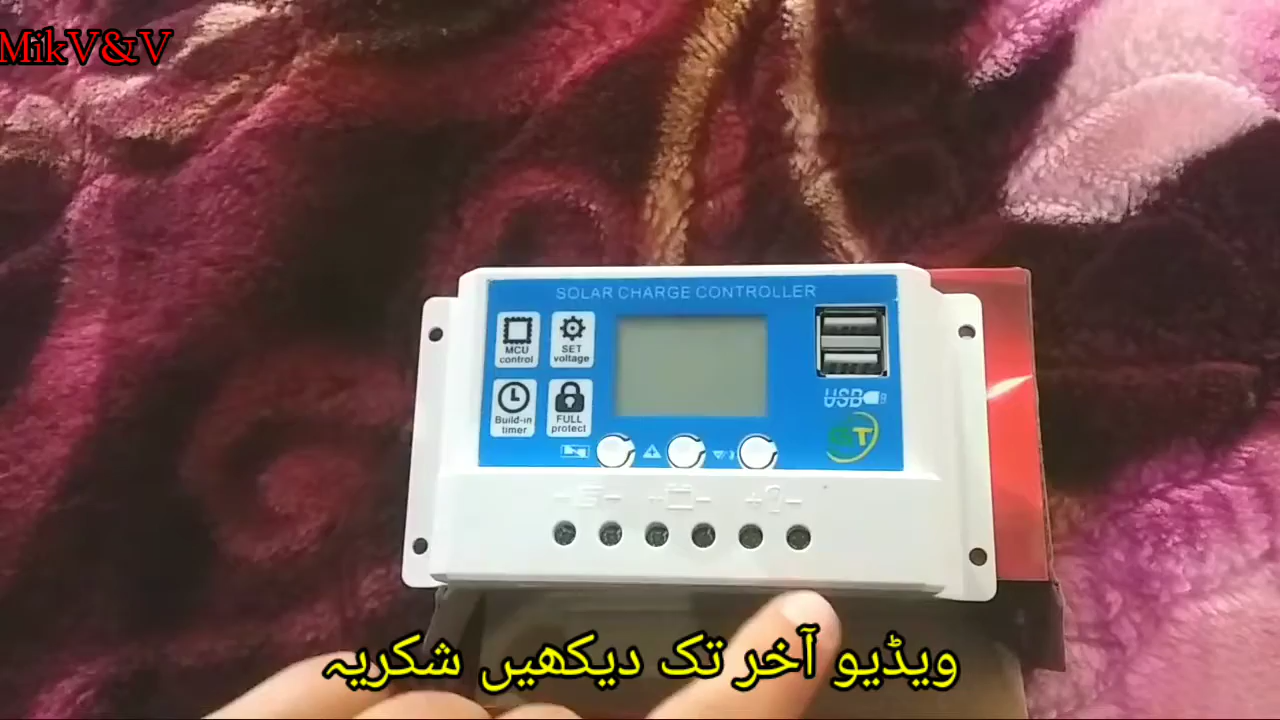 MikV&V
SOLAR CHARGE CONTROLLER
MCU
control
SET
voltage
Build-in
timer
FULL
protect
USB
ویڈیو آخر تک دیکھیں شکریہ